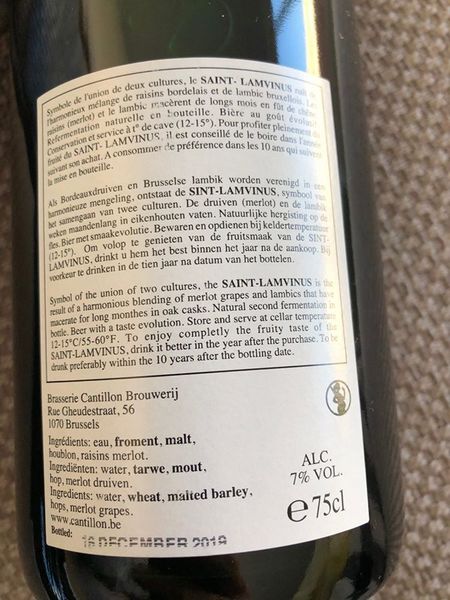 Symbole de l'union de deux cultures, le SAINT- LAMVINUS naît de
l'harmonieux mélange de raisins bordelais et de lambic bruxellois. Les
raisins (merlot) et le lambic macèrent de longs mois en fût de chêne.
Refermentation naturelle en bouteille. Bière au goût évolutif.
Conservation et service à t° de cave (12-15°). Pour profiter pleinement du
fruité du SAINT- LAMVINUS, il est conseillé de le boire dans l'année
suivant son achat. A consommer de préférence dans les 10 ans qui suivent
la mise en bouteille.
Als Bordeauxdruiven en Brusselse lambik worden verenigd in een
harmonieuze mengeling, ontstaat de SINT-LAMVINUS, symbool van
het samengaan van twee culturen. De druiven (merlot) en de lambik
weken maandenlang in eikenhouten vaten. Natuurlijke hergisting op de
fles. Bier met smaakevolutie. Bewaren en opdienen bij keldertemperatuur
(12-15°). Om volop te genieten van de fruitsmaak van de SINT-
LAMVINUS, drinkt u hem het best binnen het jaar na de aankoop. Bij
voorkeur te drinken in de tien jaar na datum van het bottelen.
Symbol of the union of two cultures, the SAINT-LAMVINUS is the
result of a harmonious blending of merlot grapes and lambics that have
macerate for long monthes in oak casks. Natural second fermentation in
bottle. Beer with a taste evolution. Store and serve at cellar temperature
12-15°C/55-60°F. To enjoy completly the fruity taste of the
SAINT-LAMVINUS, drink it better in the year after the purchase. To be
drunk preferably within the 10 years after the bottling date.
Brasserie Cantillon Brouwerij
Rue Gheudestraat, 56
1070 Brussels
Ingrédients: eau, froment, malt,
houblon, raisins merlot.
Ingrediënten: water, tarwe, mout,
hop, merlot druiven.
Ingredients: water, wheat, malted barley,
hops, merlot grapes.
www.cantillon.be
Bottled: 16 DECEMBER 2019
ALC.
7% VOL.
e 75cl